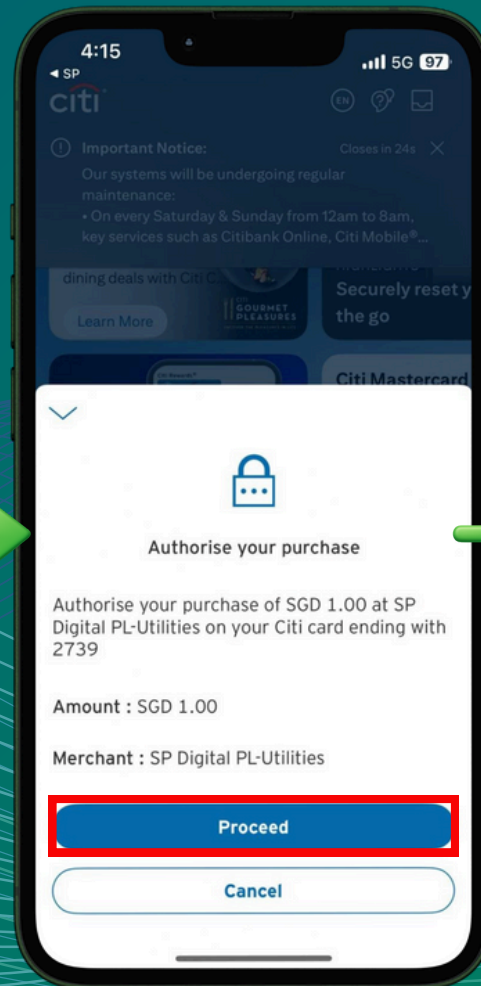 4:15
5G 97
◄ SP
citi
EN
Important Notice: Closes in 24s
Our systems will be undergoing regular
maintenance:
• On every Saturday & Sunday from 12am to 8am,
key services such as Citibank Online, Citi Mobile®...
dining deals with Citi C
Securely reset y
the go
GOURMET
PLEASURES
Learn More
Citi Mastercard
Authorise your purchase
Authorise your purchase of SGD 1.00 at SP
Digital PL-Utilities on your Citi card ending with
2739
Amount : SGD 1.00
Merchant : SP Digital PL-Utilities
Proceed
Cancel